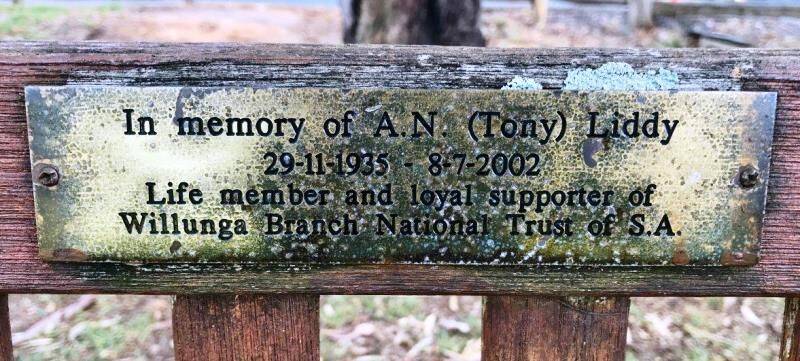 In memory of A.N. (Tony) Liddy
29-11-1935 - 8-7-2002
Life member and loyal supporter of
Willunga Branch National Trust of S.A.